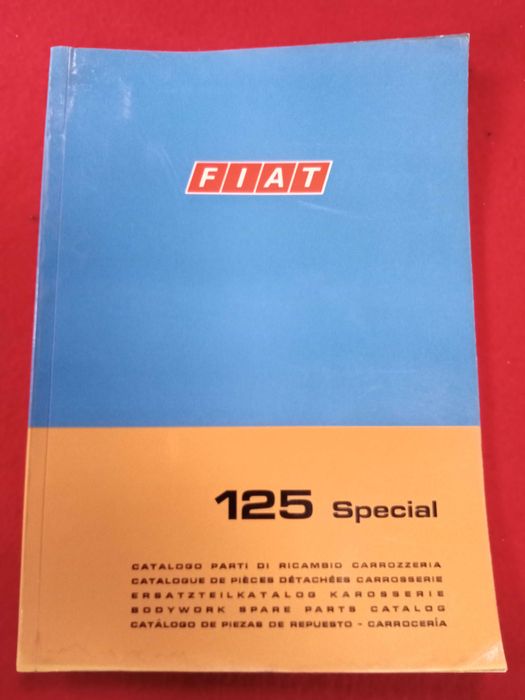 FIAT
125 Special
CATALOGO PARTI DI RICAMBIO CARROZZERIA
CATALOGUE DE PIÈCES DÉTACHÉES CARROSSERIE
ERSATZTEILKATALOG KAROSSERIE
BODYWORK SPARE PARTS CATALOG
CATÁLOGO DE PIEZAS DE REPUESTO - CARROCERÍA